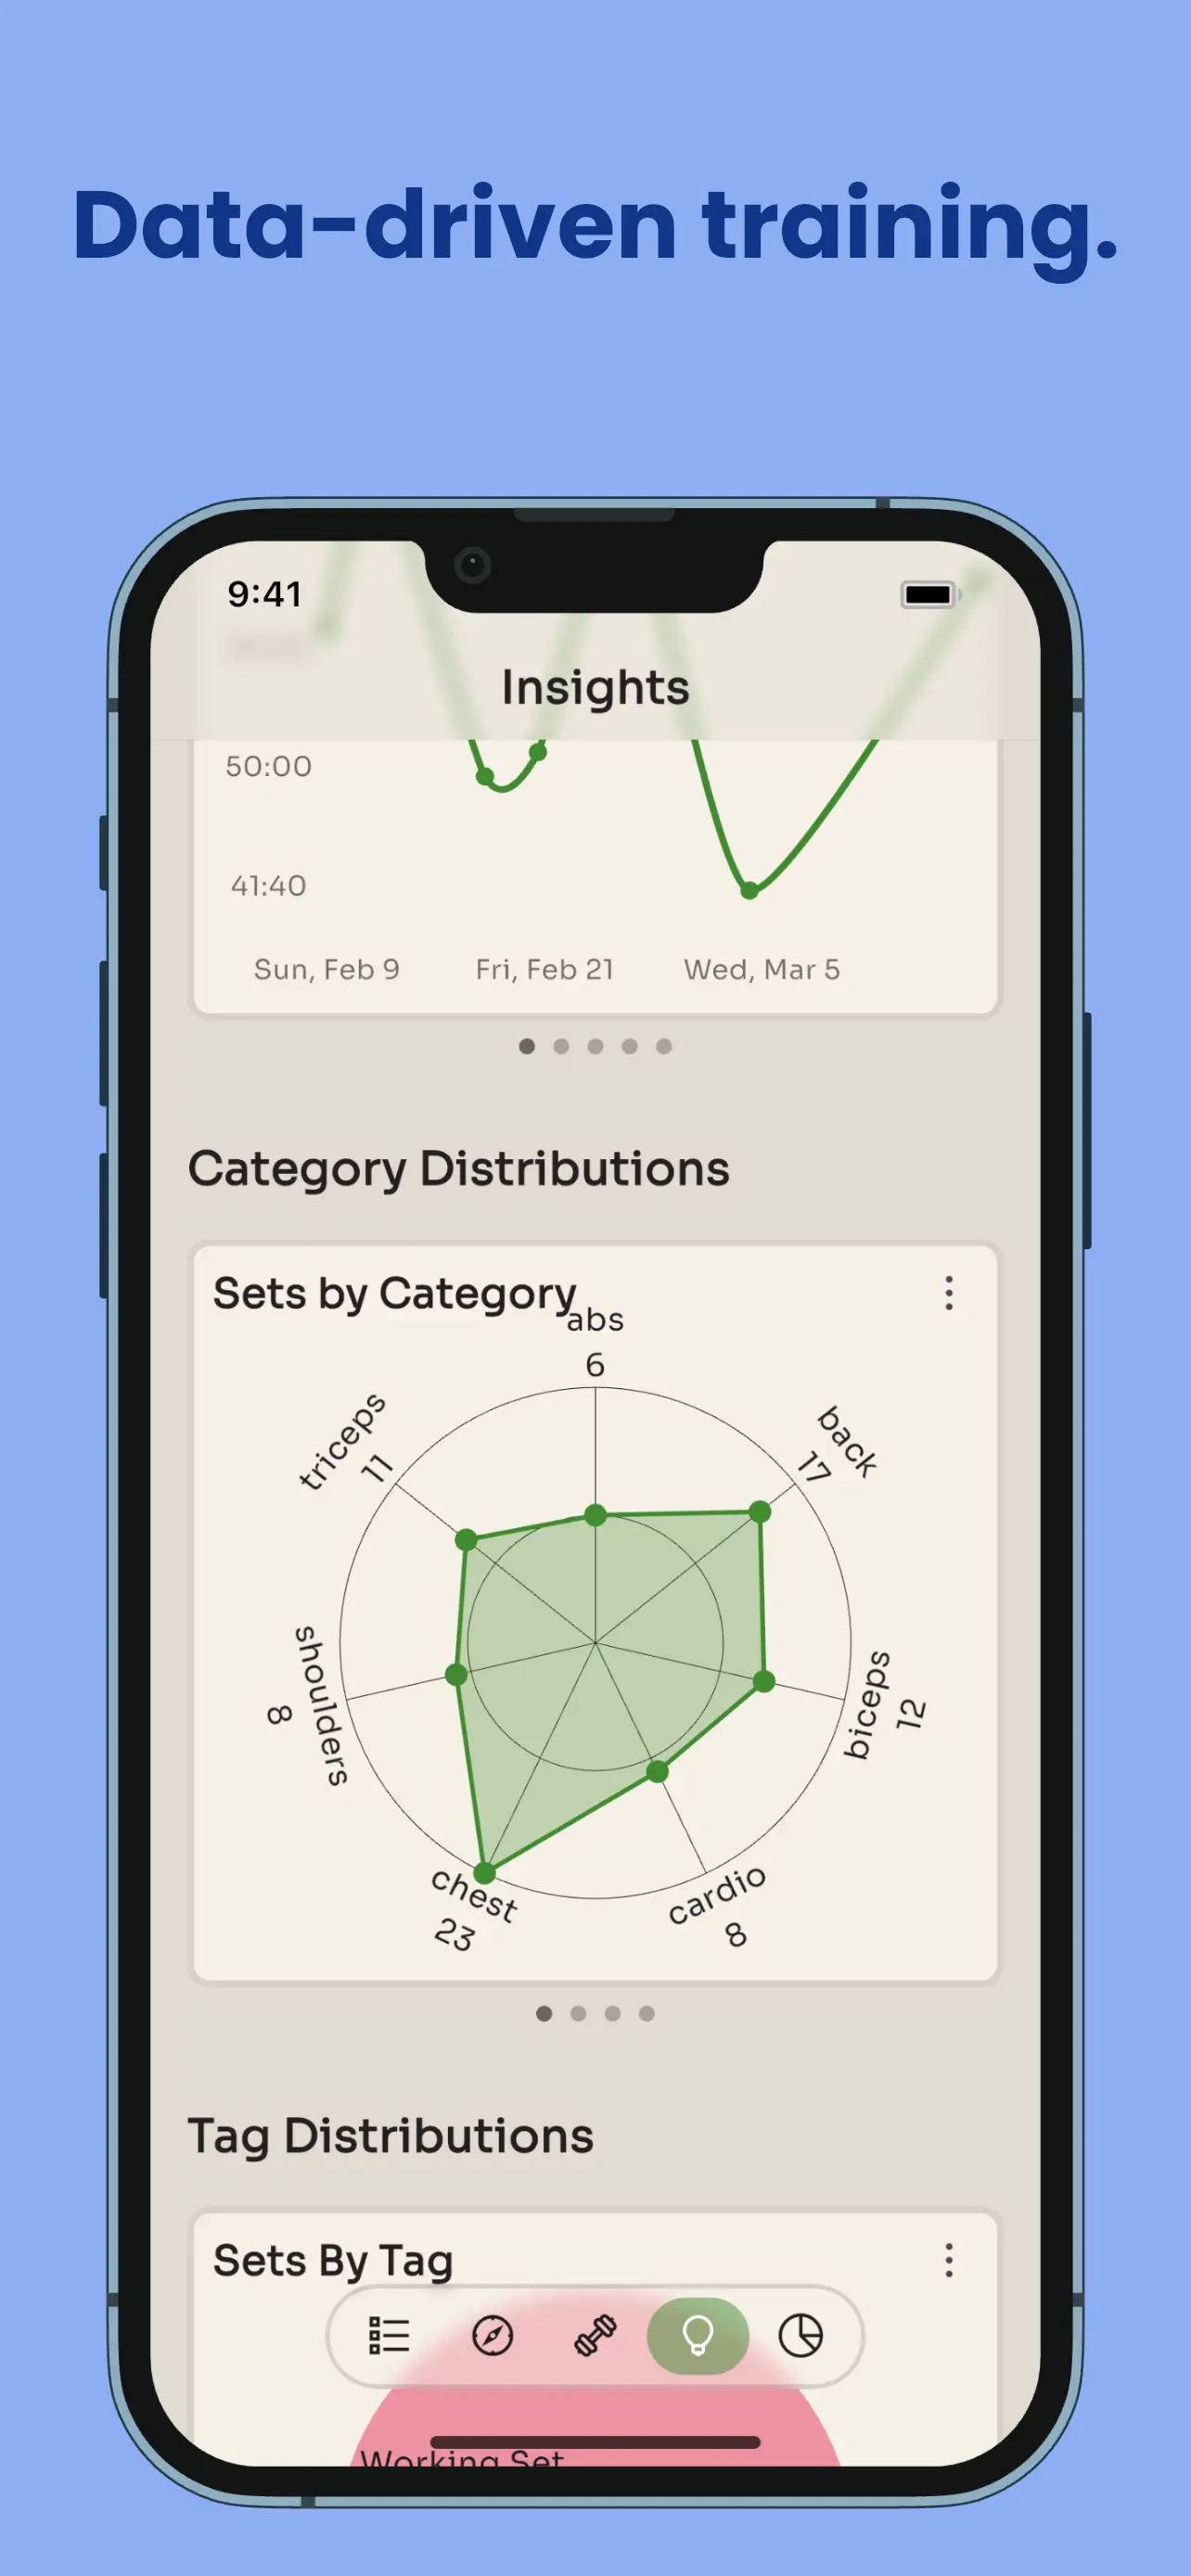 Data-driven training.
9:41
Insights
50:00
41:40
Sun, Feb 9
Fri, Feb 21
Wed, Mar 5
Category Distributions
Sets by Category
abs
6
back
17
biceps
12
cardio
8
chest
23
shoulders
8
triceps
11
Tag Distributions
Sets By Tag
Working Set